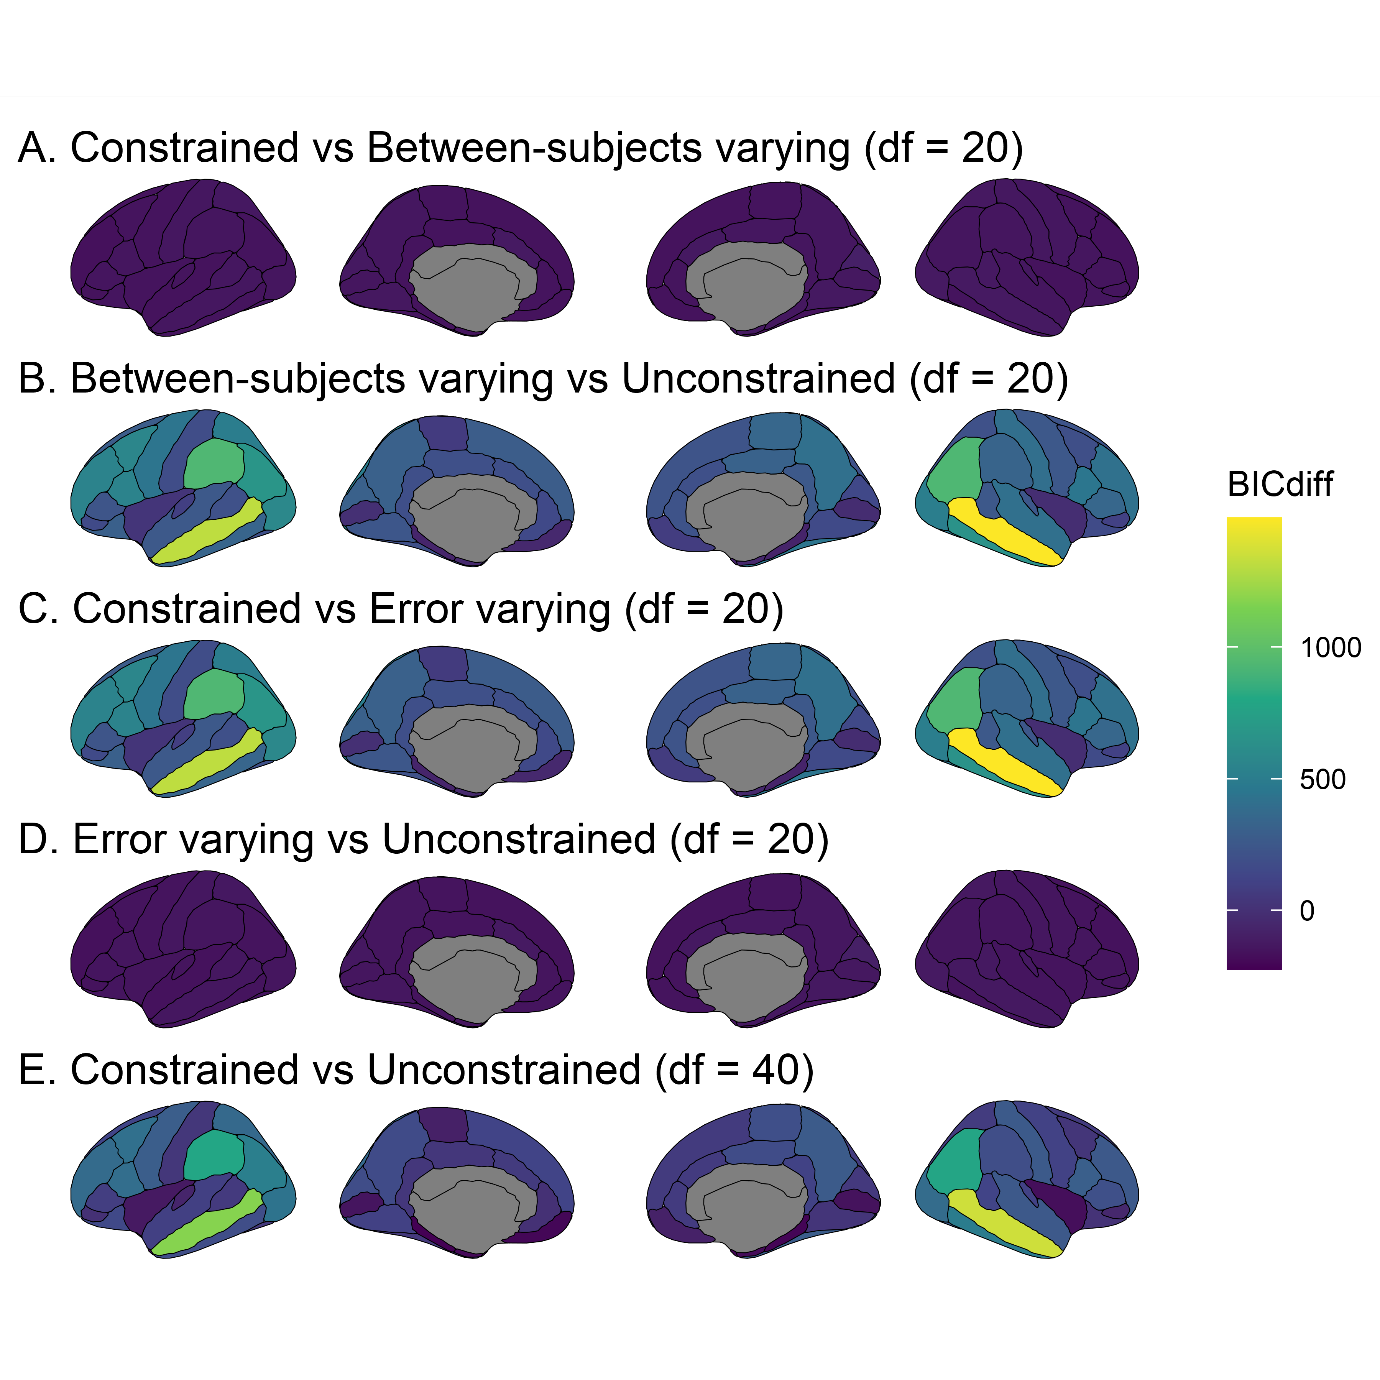 A. Constrained vs Between-subjects varying (df = 20)
B. Between-subjects varying vs Unconstrained (df = 20)
BICdiff
C. Constrained vs Error varying (df = 20)
1000
500
D. Error varying vs Unconstrained (df = 20)
0
E. Constrained vs Unconstrained (df = 40)